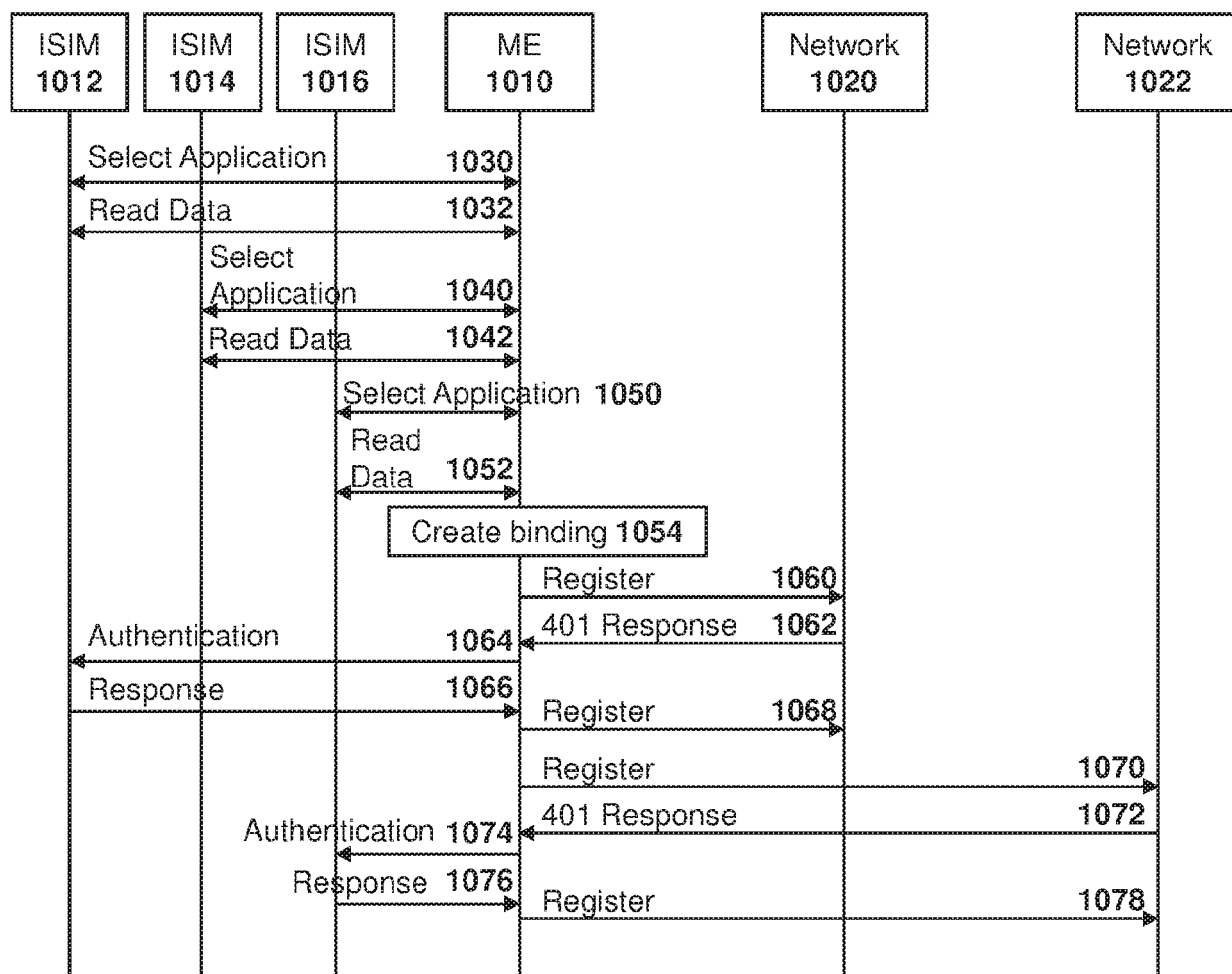 ISIM
1012
ISIM
1014
ISIM
1016
ME
1010
Network
1020
Network
1022
Select Application 1030
Read Data 1032
Select
Application 1040
Read Data 1042
Select Application 1050
Read
Data 1052
Create binding 1054
Register 1060
401 Response 1062
Authentication 1064
Response 1066
Register 1068
Register 1070
401 Response 1072
Authentication 1074
Response 1076
Register 1078